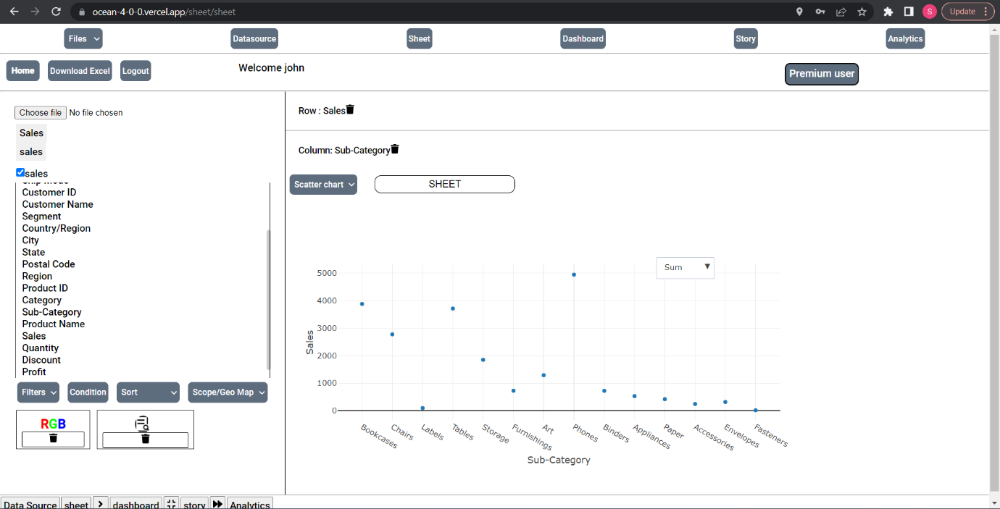 ocean-4-0-0.vercel.app/sheet/sheet
S
Update
Files
Datasource
Sheet
Dashboard
Story
Analytics
Home
Download Excel
Logout
Welcome john
Premium user
Choose file No file chosen
Sales
sales
sales
Ship Mode
Customer ID
Customer Name
Segment
Country/Region
City
State
Postal Code
Region
Product ID
Category
Sub-Category
Product Name
Sales
Quantity
Discount
Profit
Filters
Condition
Sort
Scope/Geo Map
RGB
Row : Sales
Column: Sub-Category
Scatter chart
SHEET
Sum
5000
4000
3000
2000
1000
0
Sales
Bookcases
Chairs
Labels
Tables
Storage
Furnishings
Art
Phones
Binders
Appliances
Paper
Accessories
Envelopes
Fasteners
Sub-Category
Data Source
sheet
dashboard
story
Analytics